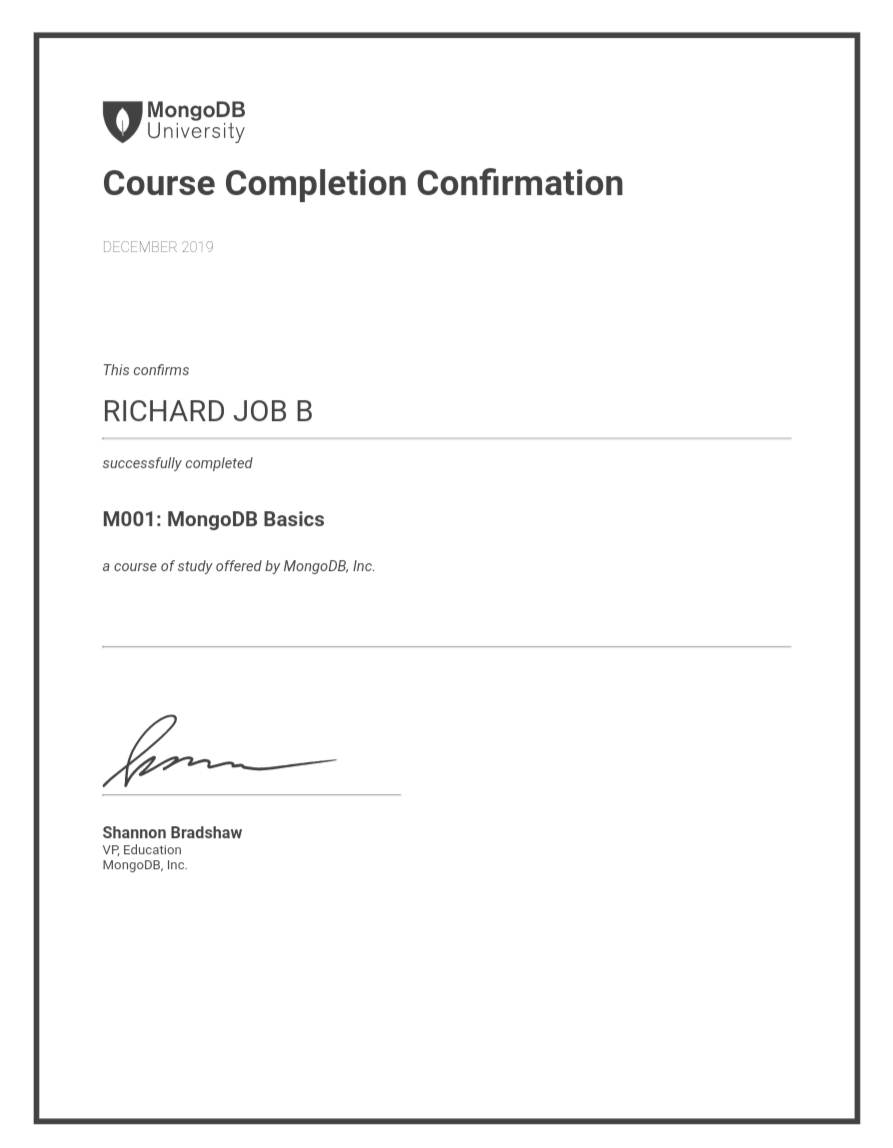 MongoDB
University
Course Completion Confirmation
DECEMBER 2019
This confirms
RICHARD JOB B
successfully completed
M001: MongoDB Basics
a course of study offered by MongoDB, Inc.
Shannon Bradshaw
VP, Education
MongoDB, Inc.